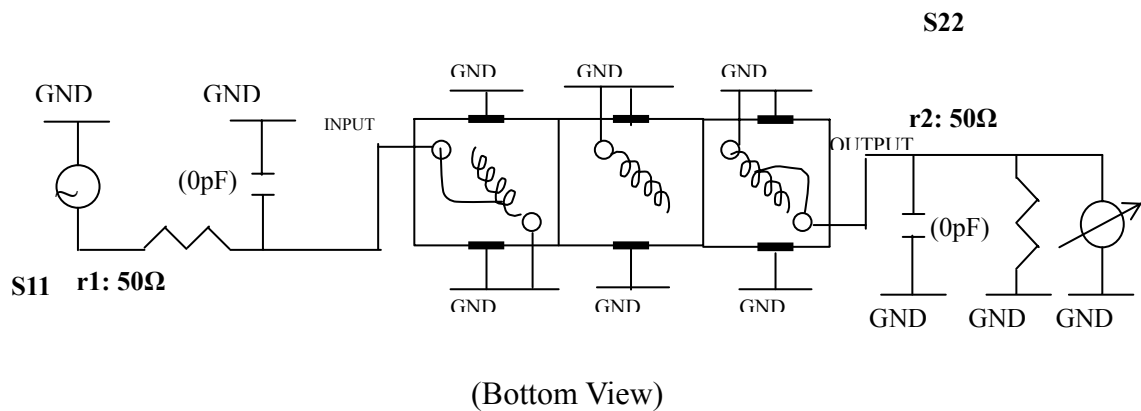 S22
GND
GND
GND
GND
GND
r2: 50Ω
INPUT
OUTPUT
(0pF)
(0pF)
S11
r1: 50Ω
GND
GND
GND
GND
GND
GND
(Bottom View)